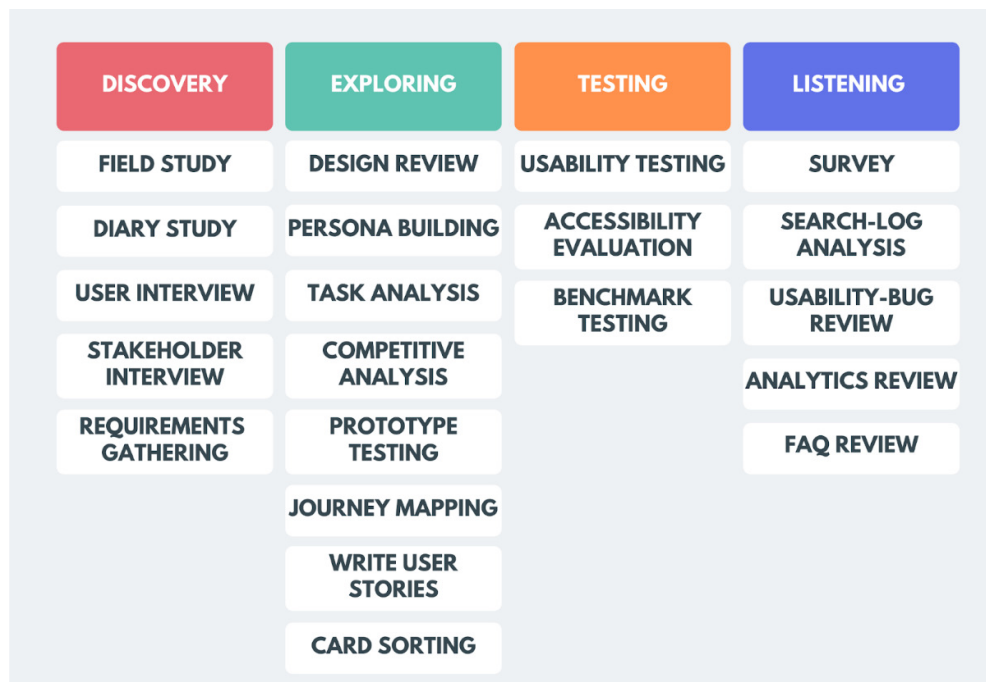 DISCOVERY
FIELD STUDY
DIARY STUDY
USER INTERVIEW
STAKEHOLDER
INTERVIEW
REQUIREMENTS
GATHERING
EXPLORING
DESIGN REVIEW
PERSONA BUILDING
TASK ANALYSIS
COMPETITIVE
ANALYSIS
PROTOTYPE
TESTING
JOURNEY MAPPING
WRITE USER
STORIES
CARD SORTING
TESTING
USABILITY TESTING
ACCESSIBILITY
EVALUATION
BENCHMARK
TESTING
LISTENING
SURVEY
SEARCH-LOG
ANALYSIS
USABILITY-BUG
REVIEW
ANALYTICS REVIEW
FAQ REVIEW